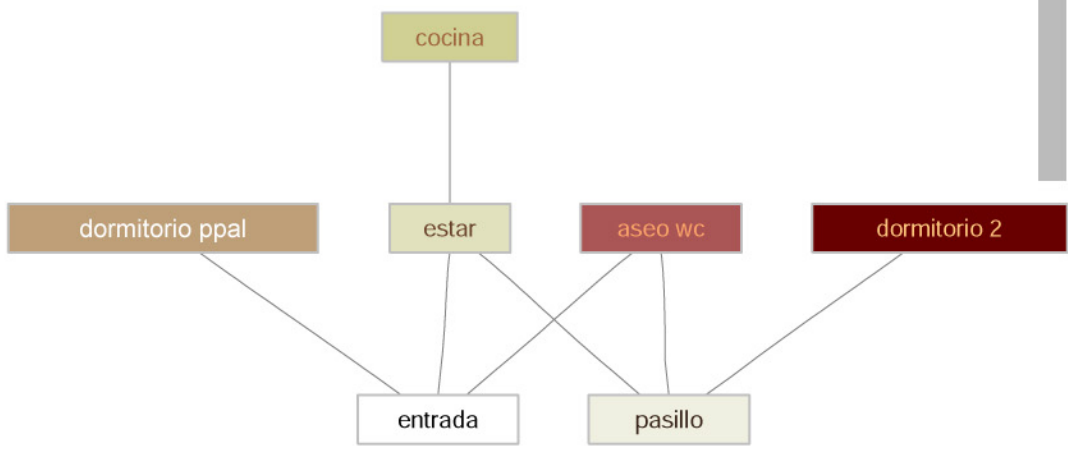 cocina
dormitorio ppal
estar
aseo wc
dormitorio 2
entrada
pasillo